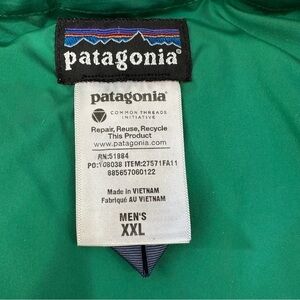 patagonia®
patagonia®
COMMON THREADS
INITIATIVE
Repair, Reuse, Recycle
This Product
www.patagonia.com
RN:51884
PO:108038 ITEM:27571FA11
885657060122
Made in VIETNAM
Fabriqué AU VIETNAM
MEN'S
XXL